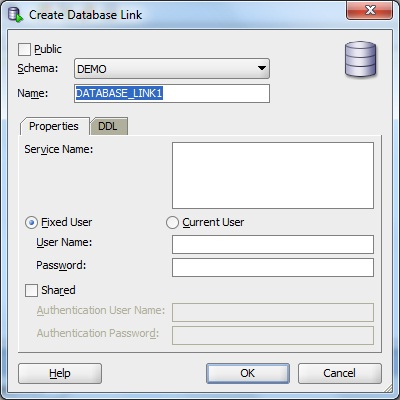 Create Database Link
Public
Schema: DEMO
Name: DATABASE_LINK1
Properties DDL
Service Name:
Fixed User Current User
User Name:
Password:
Shared
Authentication User Name:
Authentication Password:
Help OK Cancel